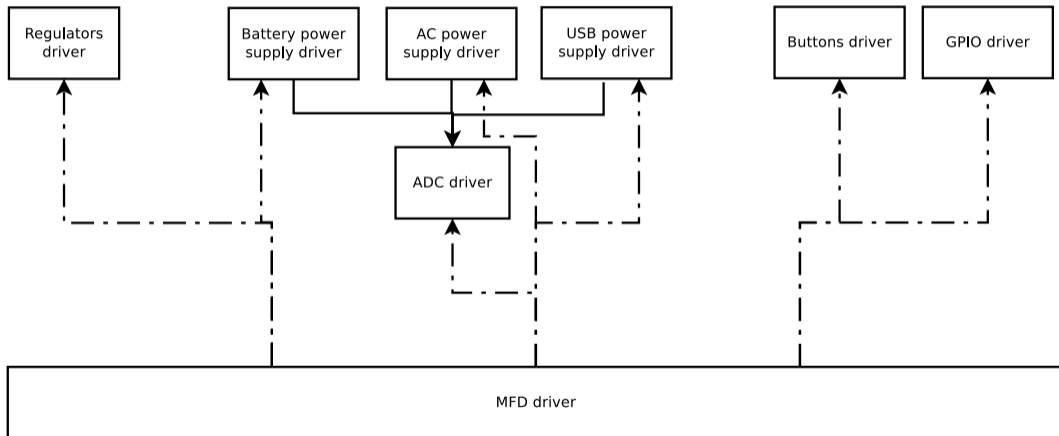 Regulators
driver
Battery power
supply driver
AC power
supply driver
USB power
supply driver
Buttons driver
GPIO driver
ADC driver
MFD driver